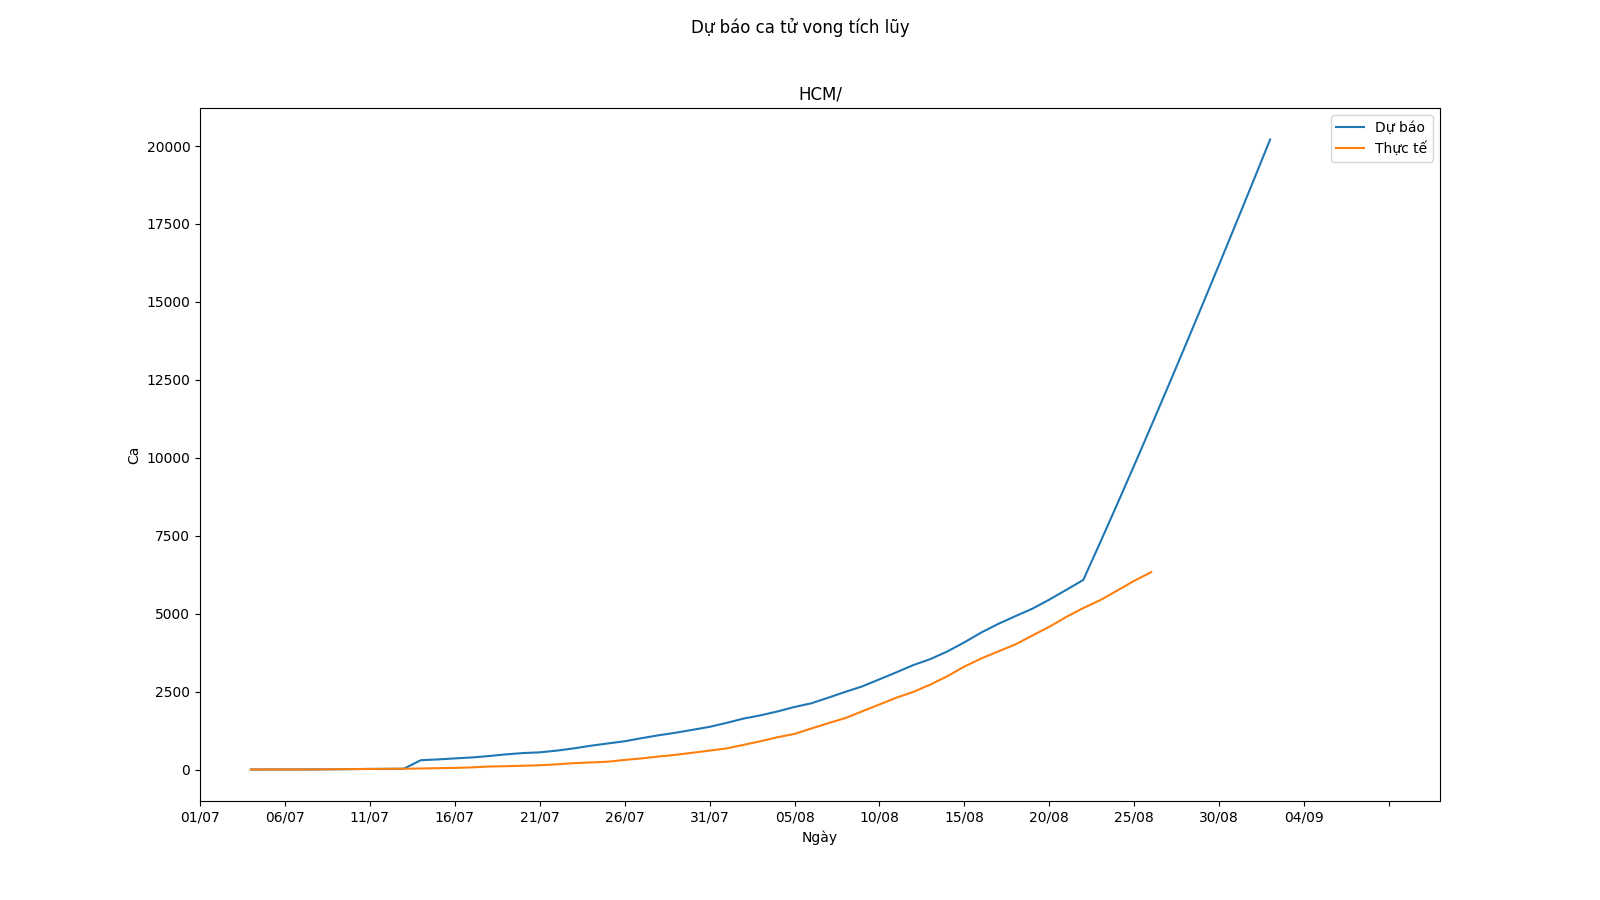 Dự báo ca tử vong tích lũy
HCM/
Dự báo
Thực tế
20000
17500
15000
12500
10000
7500
5000
2500
0
Ca
01/07 06/07 11/07 16/07 21/07 26/07 31/07 05/08 10/08 15/08 20/08 25/08 30/08 04/09
Ngày